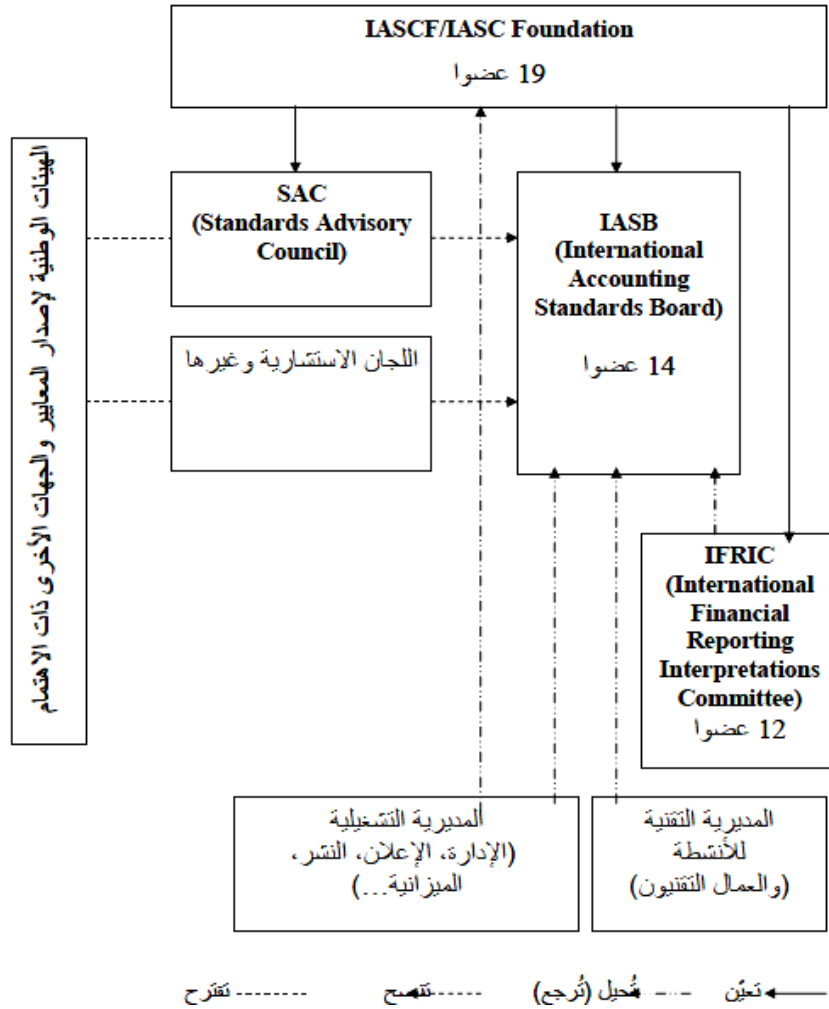 IASCF/IASC Foundation
19 عضوا
الهيئات الوطنية لإصدار المعايير والجهات الأخرى ذات الاهتمام
SAC
(Standards Advisory
Council)
IASB
(International
Accounting
Standards Board)
14 عضوا
اللجان الاستشارية وغيرها
IFRIC
(International
Financial
Reporting
Interpretations
Committee)
12 عضوا
المديرية التشغيلية
(الإدارة، الإعلان، النشر،
الميزانية...)
المديرية التقنية
للأنشطة
(والعمال التقنيون)
تعيّن
تُحيل (تُرجع)
تنصح
تقترح